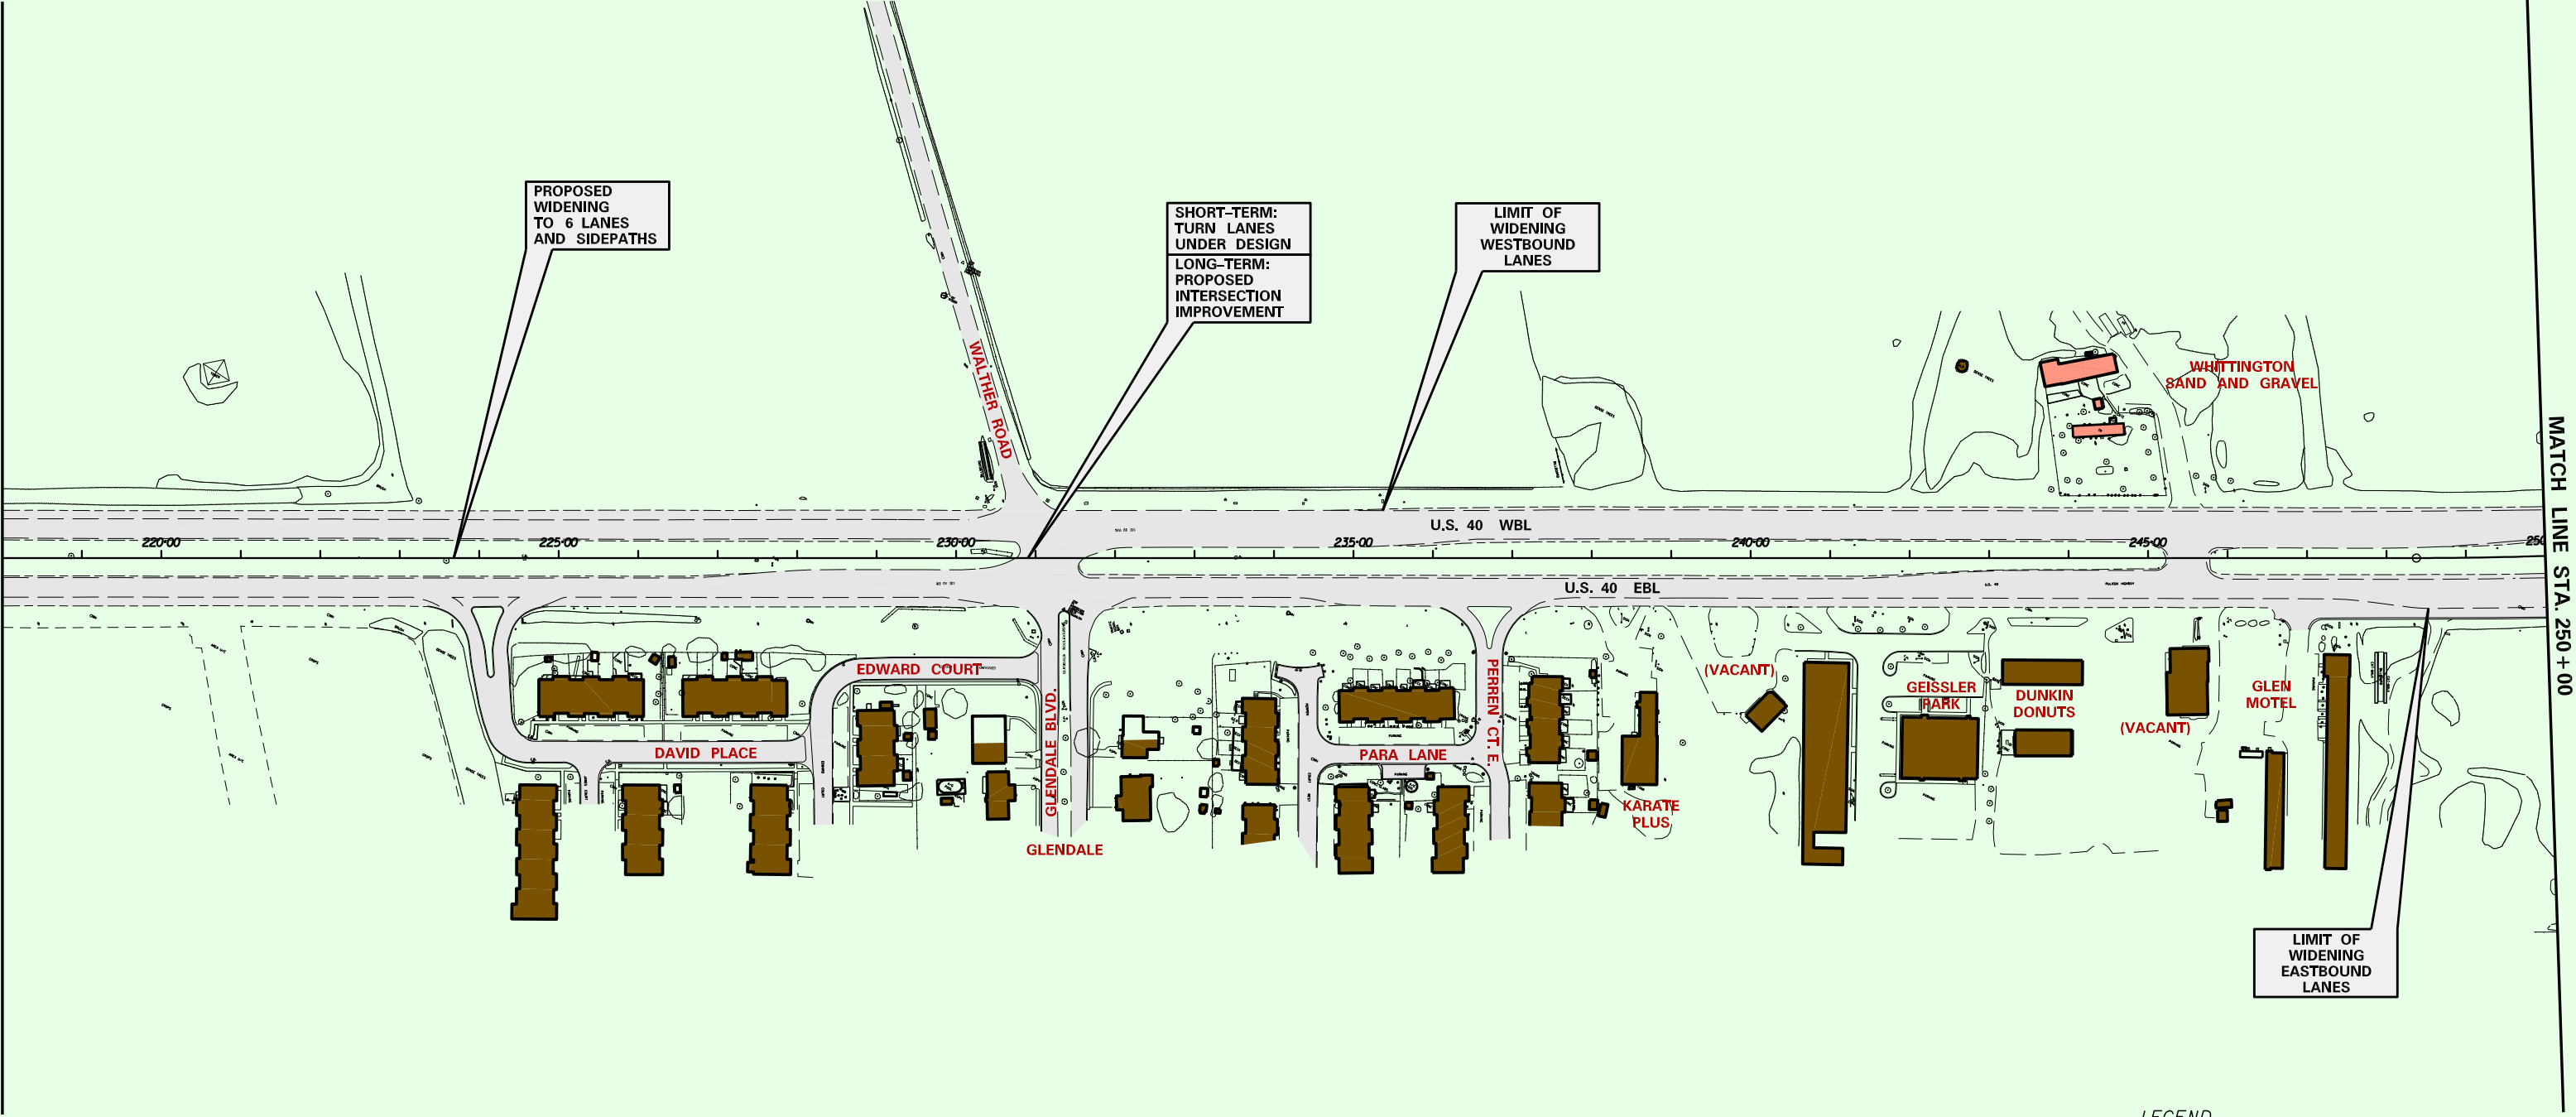 PROPOSED
WIDENING
TO 6 LANES
AND SIDEPATHS
SHORT-TERM:
TURN LANES
UNDER DESIGN
LONG-TERM:
PROPOSED
INTERSECTION
IMPROVEMENT
LIMIT OF
WIDENING
WESTBOUND
LANES
WALTHER ROAD
WHITTINGTON
SAND AND GRAVEL
MATCH LINE STA. 250+00
U.S. 40 WBL
220+00
225+00
230+00
235+00
240+00
245+00
250
U.S. 40 EBL
EDWARD COURT
DAVID PLACE
GLENDALE BLVD.
GLENDALE
PARA LANE
PERREN CT. E.
KARATE
PLUS
(VACANT)
GEISSLER
PARK
DUNKIN
DONUTS
(VACANT)
GLEN
MOTEL
LIMIT OF
WIDENING
EASTBOUND
LANES
LEGEND